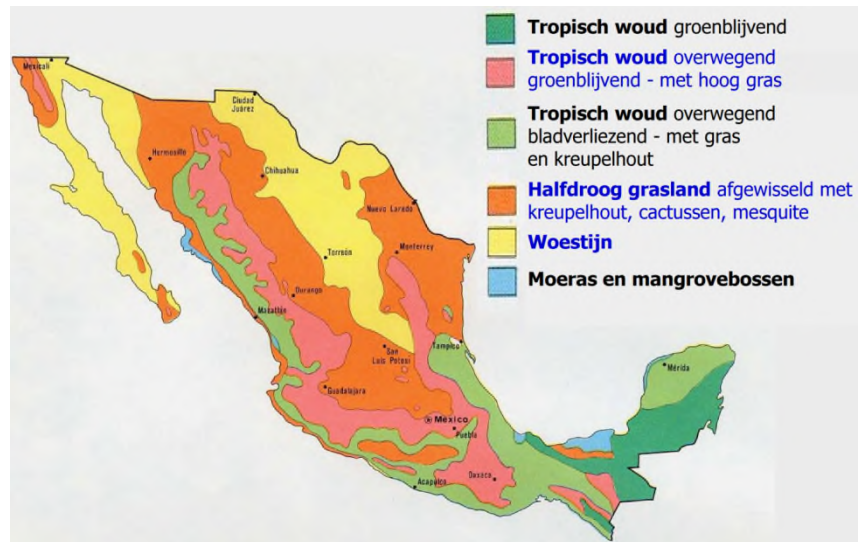 Tropisch woud groenblijvend
Tropisch woud overwegend
groenblijvend - met hoog gras
Tropisch woud overwegend
bladverliezend - met gras
en kreupelhout
Halfdroog grasland afgewisseld met
kreupelhout, cactussen, mesquite
Woestijn
Moeras en mangrovebossen
Mexicali
Ciudad
Juárez
Hermosillo
Chihuahua
Nuevo Laredo
Torreón
Monterrey
Durango
Mazatlán
San
Luis Potosi
Tampico
Mérida
Guadalajara
México
Puebla
Oaxaca
Acapulco